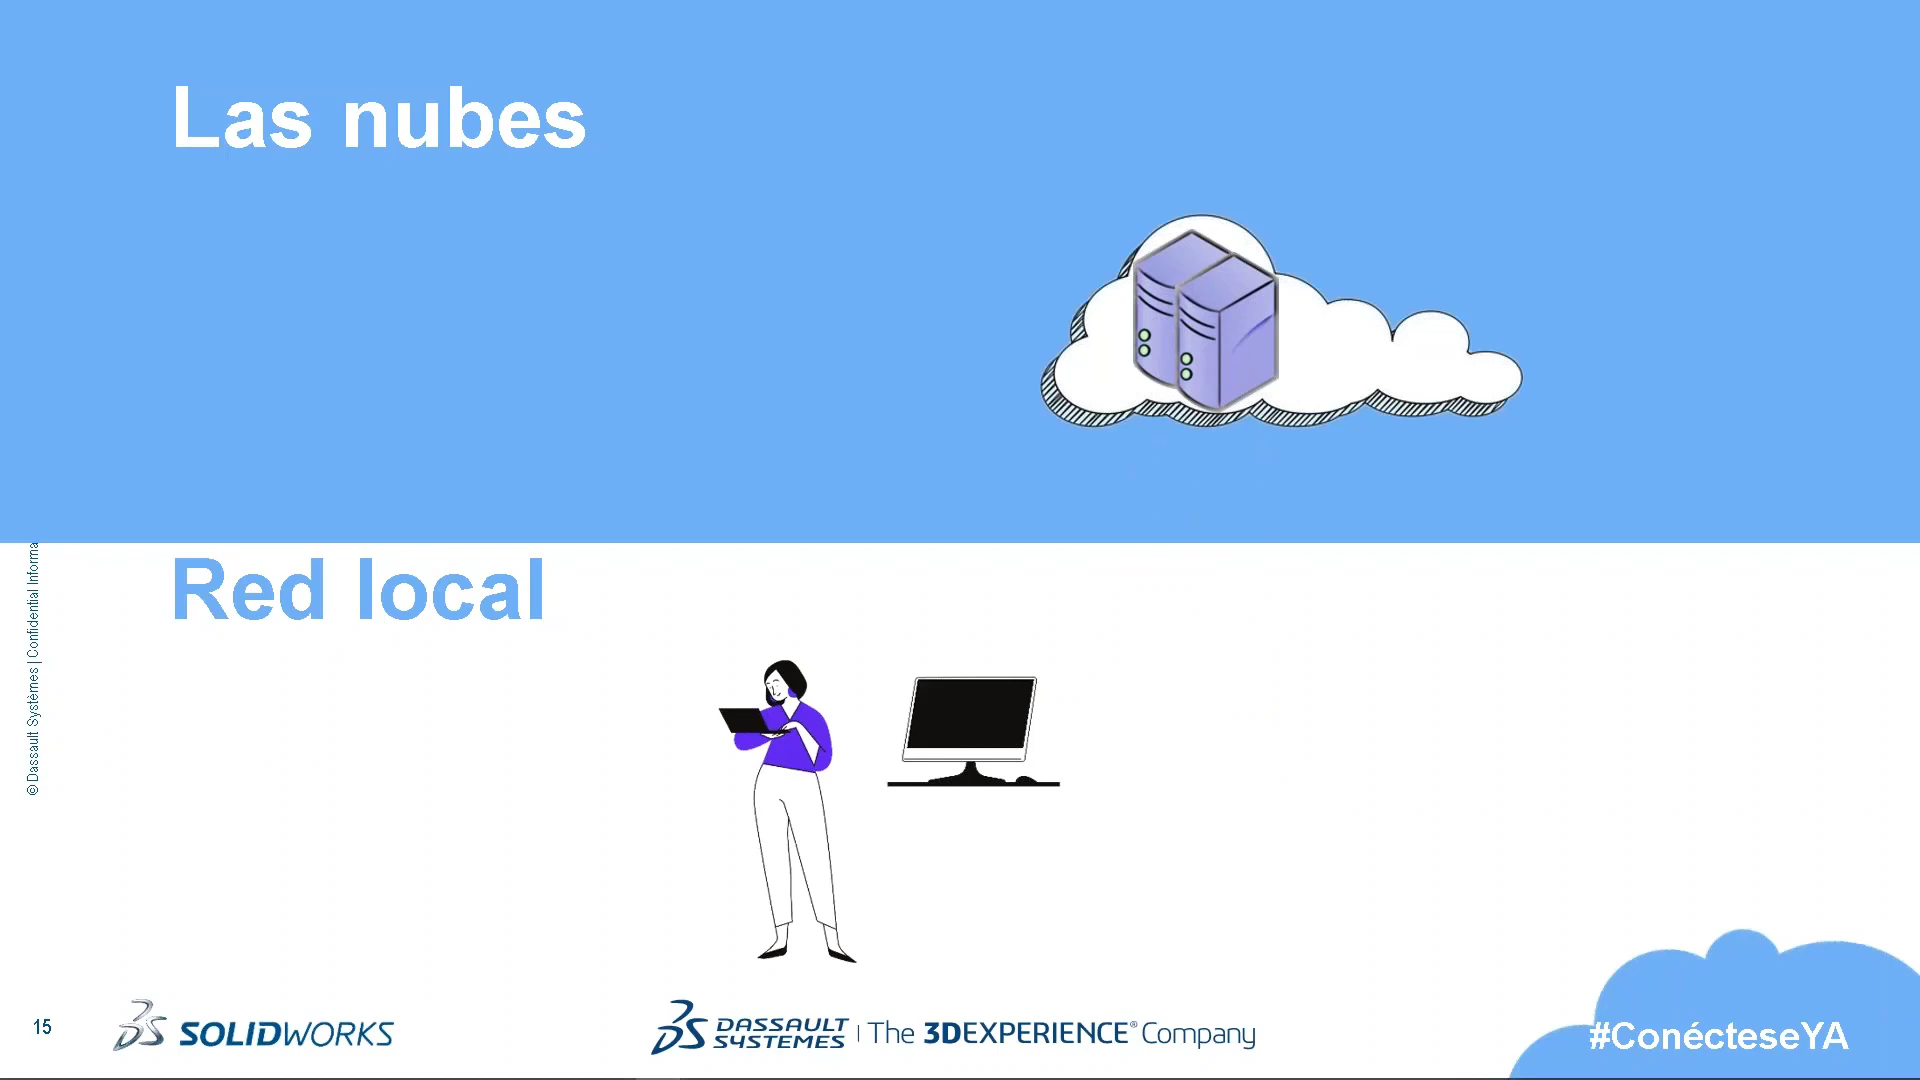 Las nubes
Red local
© Dassault Systèmes | Confidential Informa
15
SOLIDWORKS
DASSAULT SYSTEMES | The 3DEXPERIENCE® Company
#ConécteseYA